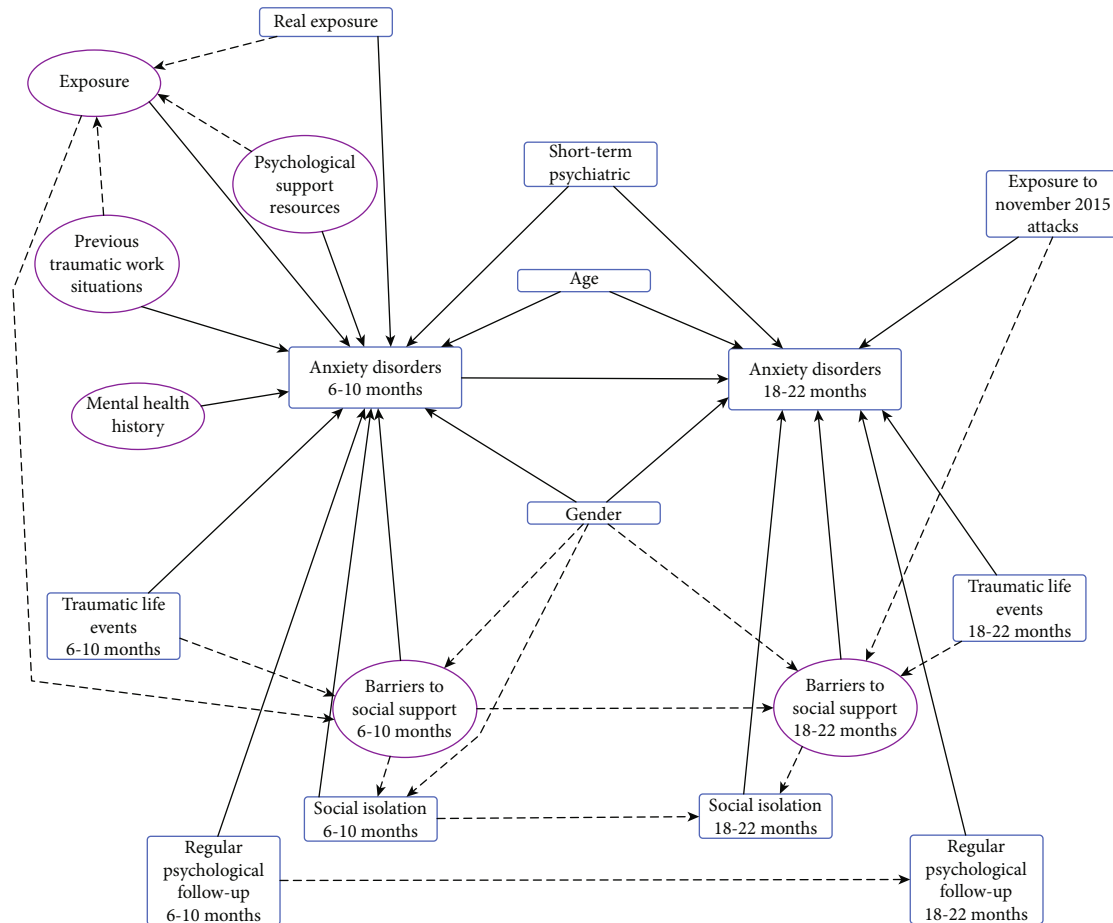 Real exposure
Exposure
Short-term
psychiatric
Psychological
support
resources
Exposure to
november 2015
attacks
Previous
traumatic work
situations
Age
Anxiety disorders
6-10 months
Anxiety disorders
18-22 months
Mental health
history
Gender
Traumatic life
events
6-10 months
Traumatic life
events
18-22 months
Barriers to
social support
6-10 months
Barriers to
social support
18-22 months
Social isolation
6-10 months
Social isolation
18-22 months
Regular
psychological
follow-up
6-10 months
Regular
psychological
follow-up
18-22 months